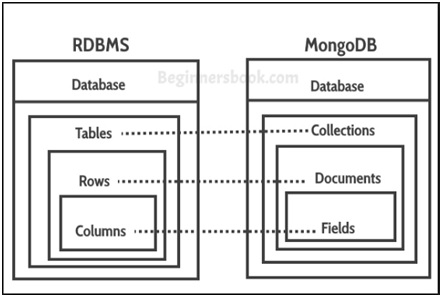 RDBMS
MongoDB
Beginnersbook.com
Database
Database
Tables
Collections
Rows
Documents
Columns
Fields